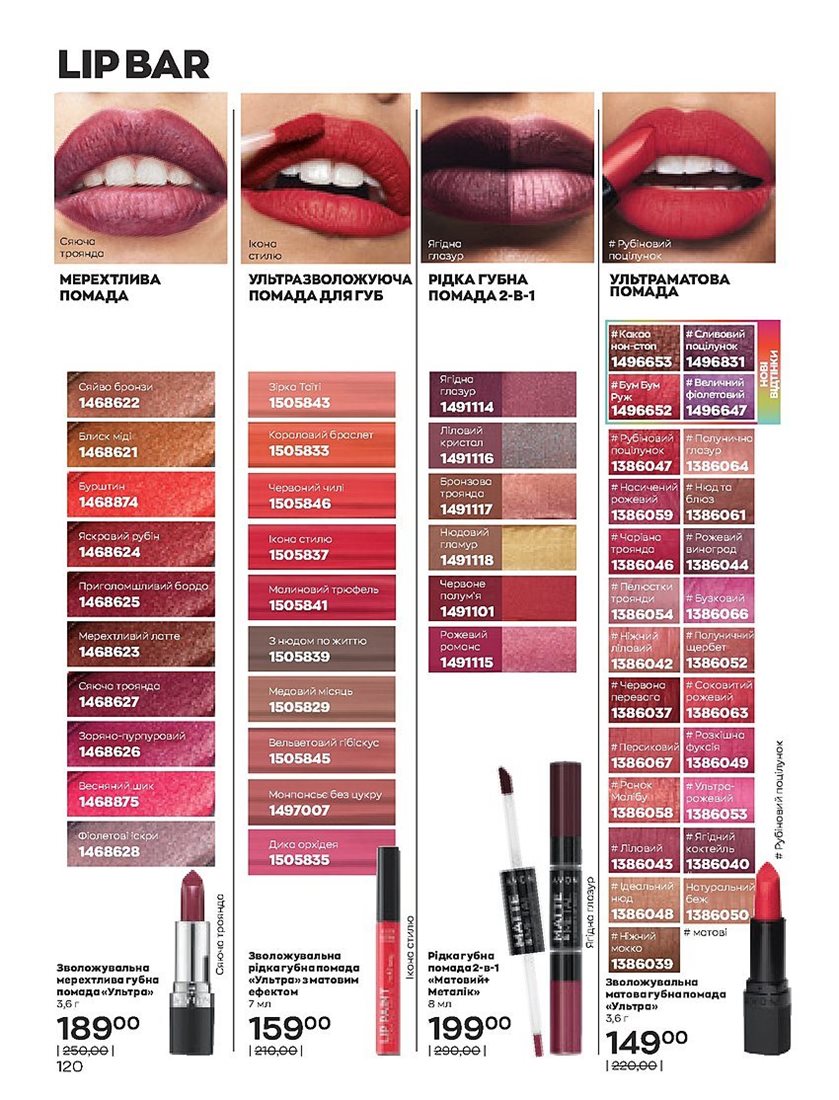 LIP BAR
Сяюча
троянда
МЕРЕХТЛИВА
ПОМАДА
Сяйво бронзи
1468622
Блиск міді
1468621
Бурштин
1468874
Яскравий рубін
1468624
Приголомшливий бордо
1468625
Мерехтливий латте
1468623
Сяюча троянда
1468627
Зоряно-пурпуровий
1468626
Весняний шик
1468875
Фіолетові іскри
1468628
Сяюча троянда
Зволожувальна
мерехтлива губна
помада «Ультра»
3,6 г
189⁰⁰
| 250,00 |
120
Ікона
стилю
УЛЬТРАЗВОЛОЖУЮЧА
ПОМАДА ДЛЯ ГУБ
Зірка Таїті
1505843
Кораловий браслет
1505833
Червоний чилі
1505846
Ікона стилю
1505837
Малиновий трюфель
1505841
З нюдом по життю
1505839
Медовий місяць
1505829
Вельветовий гібіскус
1505845
Монпансьє без цукру
1497007
Дика орхідея
1505835
LIP PAINT
Ікона стилю
Зволожувальна
рідка губна помада
«Ультра» з матовим
ефектом
7 мл
159⁰⁰
| 210,00 |
Ягідна
глазур
РІДКА ГУБНА
ПОМАДА 2-В-1
Ягідна
глазур
1491114
Ліловий
кристал
1491116
Бронзова
троянда
1491117
Нюдовий
гламур
1491118
Червоне
полум'я
1491101
Рожевий
романс
1491115
AVON
MATTE
METAL
AVON
MATTE
METAL
Ягідна глазур
Рідка губна
помада 2-в-1
«Матовий+
Металік»
8 мл
199⁰⁰
| 290,00 |
# Рубіновий
поцілунок
УЛЬТРАМАТОВА
ПОМАДА
НОВІ
ВІДТІНКИ
# Какао
нон-стоп
1496653
# Сливовий
поцілунок
1496831
# Бум Бум
Руж
1496652
# Величний
фіолетовий
1496647
# Рубіновий
поцілунок
1386047
# Полунична
глазур
1386064
# Насичений
рожевий
1386059
# Нюд та
блюз
1386061
# Чарівна
троянда
1386046
# Рожевий
виноград
1386044
# Пелюстки
троянди
1386054
# Бузковий
1386066
# Ніжний
ліловий
1386042
# Полуничний
щербет
1386052
# Червона
перевага
1386037
# Соковитий
рожевий
1386063
# Персиковий
1386067
# Розкішна
фуксія
1386049
# Ранок
Малібу
1386058
# Ультра-
рожевий
1386053
# Ліловий
1386043
# Ягідний
коктейль
1386040
# Ідеальний
нюд
1386048
Натуральний
беж
1386050
# Ніжний
мокко
1386039
# матові
# Рубіновий поцілунок
Зволожувальна
матова губна помада
«Ультра»
3,6 г
149⁰⁰
| 220,00 |